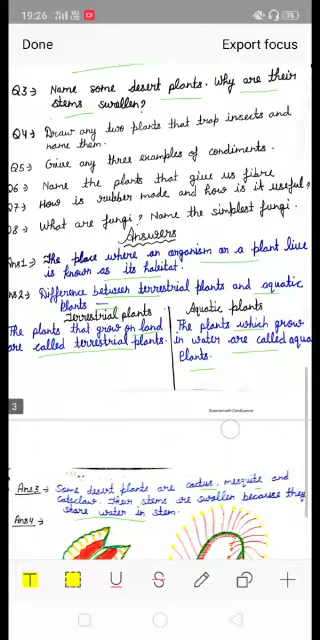 19:26
Done
Export focus
Q3) Name some desert plants. Why are their
stems swollen?
Q4) Draw any two plants that trap insects and
name them.
Q5) Give any three examples of condiments.
Q6) Name the plants that give us fibre
Q7) How is rubber made and how is it useful?
Q8) What are fungi? Name the simplest fungi.
Answers
Ans1) The place where an organism or a plant live
is known as its habitat.
Ans2) Difference between terrestrial plants and aquatic
plants
Terrestrial plants
Aquatic plants
The plants that grow on land
are called terrestrial plants.
The plants which grow
in water are called aqua
plants.
3
Scanned with CamScanner
Ans3 → Some desert plants are cactus, mesquite and
catsclaw. Their stems are swollen because they
store water in stem.
Ans4 →
T
U
S